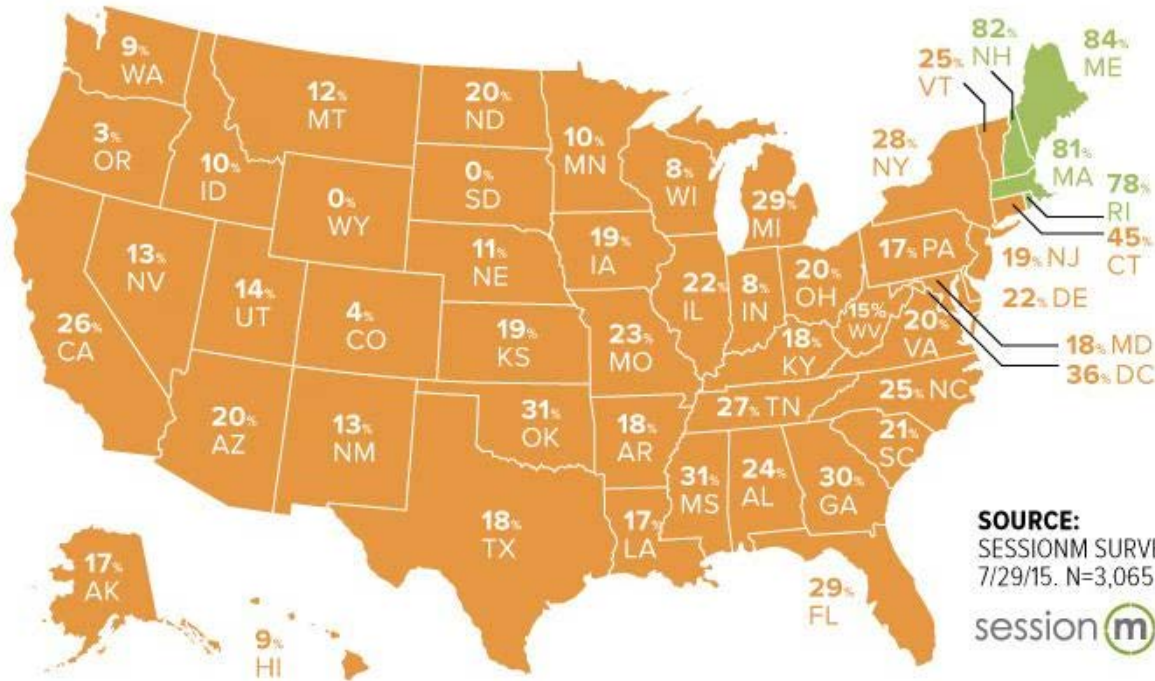 9% WA
3% OR
12% MT
10% ID
0% WY
20% ND
0% SD
10% MN
8% WI
29% MI
13% NV
14% UT
4% CO
11% NE
19% IA
26% CA
20% AZ
13% NM
19% KS
23% MO
22% IL
8% IN
20% OH
17% PA
15% WV
20% VA
18% KY
31% OK
18% AR
27% TN
25% NC
21% SC
31% MS
24% AL
30% GA
18% TX
17% LA
29% FL
17% AK
9% HI
28% NY
25% VT
82% NH
84% ME
81% MA
78% RI
45% CT
19% NJ
22% DE
18% MD
36% DC
SOURCE:
SESSIONM SURVE
7/29/15. N=3,065
session m